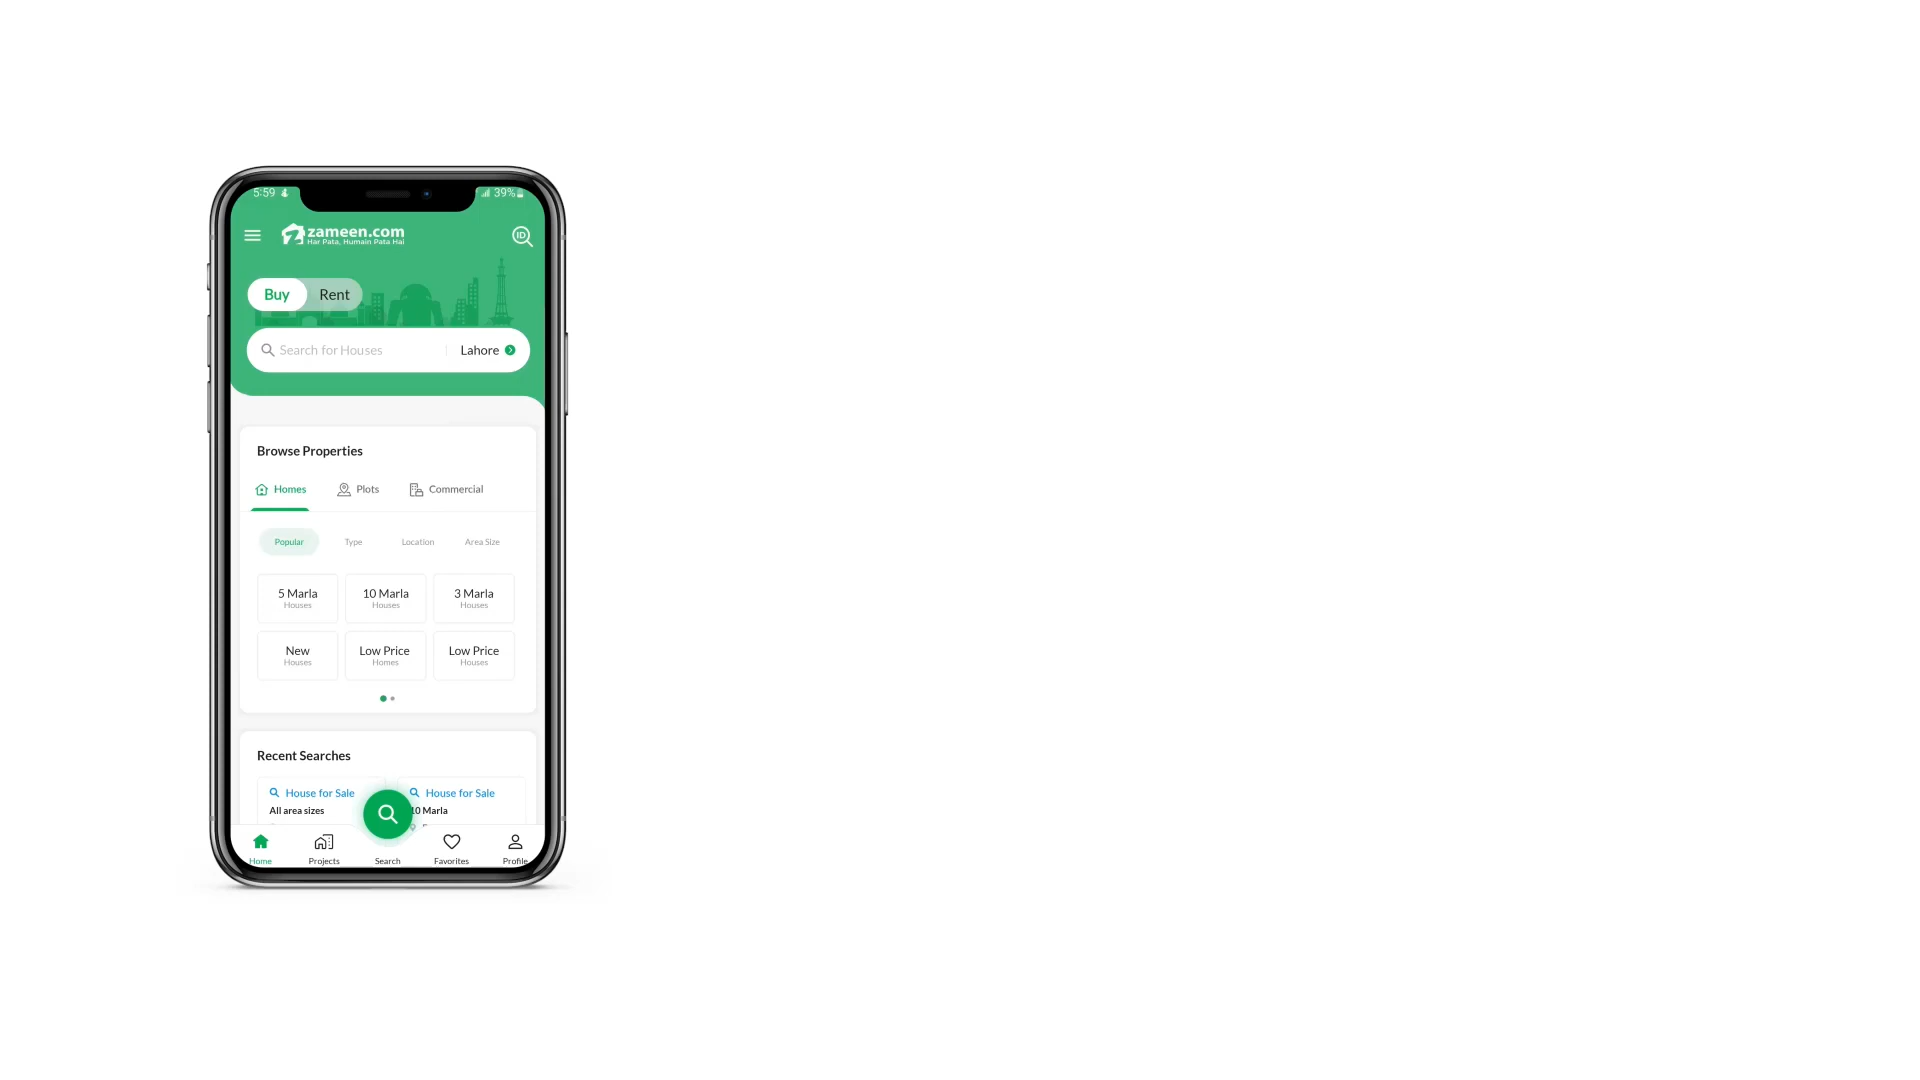 5:59
39%
zameen.com
Har Pata, Humain Pata Hai
ID
Buy Rent
Search for Houses Lahore
Browse Properties
Homes Plots Commercial
Popular Type Location Area Size
5 Marla 10 Marla 3 Marla
Houses Houses Houses
New Low Price Low Price
Houses Homes Houses
Recent Searches
House for Sale House for Sale
All area sizes 10 Marla
Home Projects Search Favorites Profile